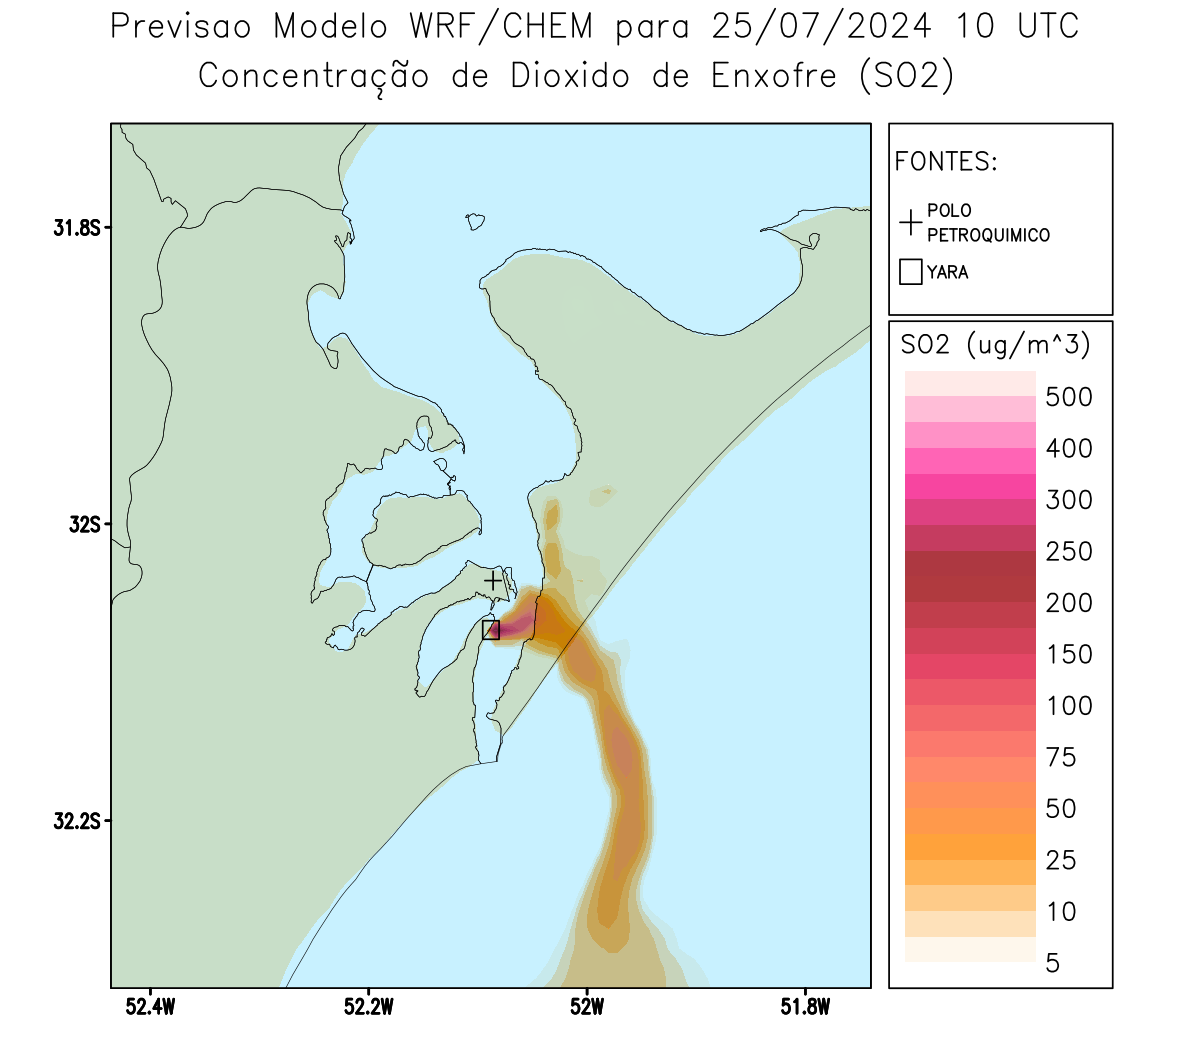 Previsao Modelo WRF/CHEM para 25/07/2024 10 UTC
Concentração de Dioxido de Enxofre (SO2)
FONTES:
POLO
PETROQUIMICO
YARA
SO2 (ug/m^3)
500
400
300
250
200
150
100
75
50
25
10
5
31.8S
32S
32.2S
52.4W
52.2W
52W
51.8W